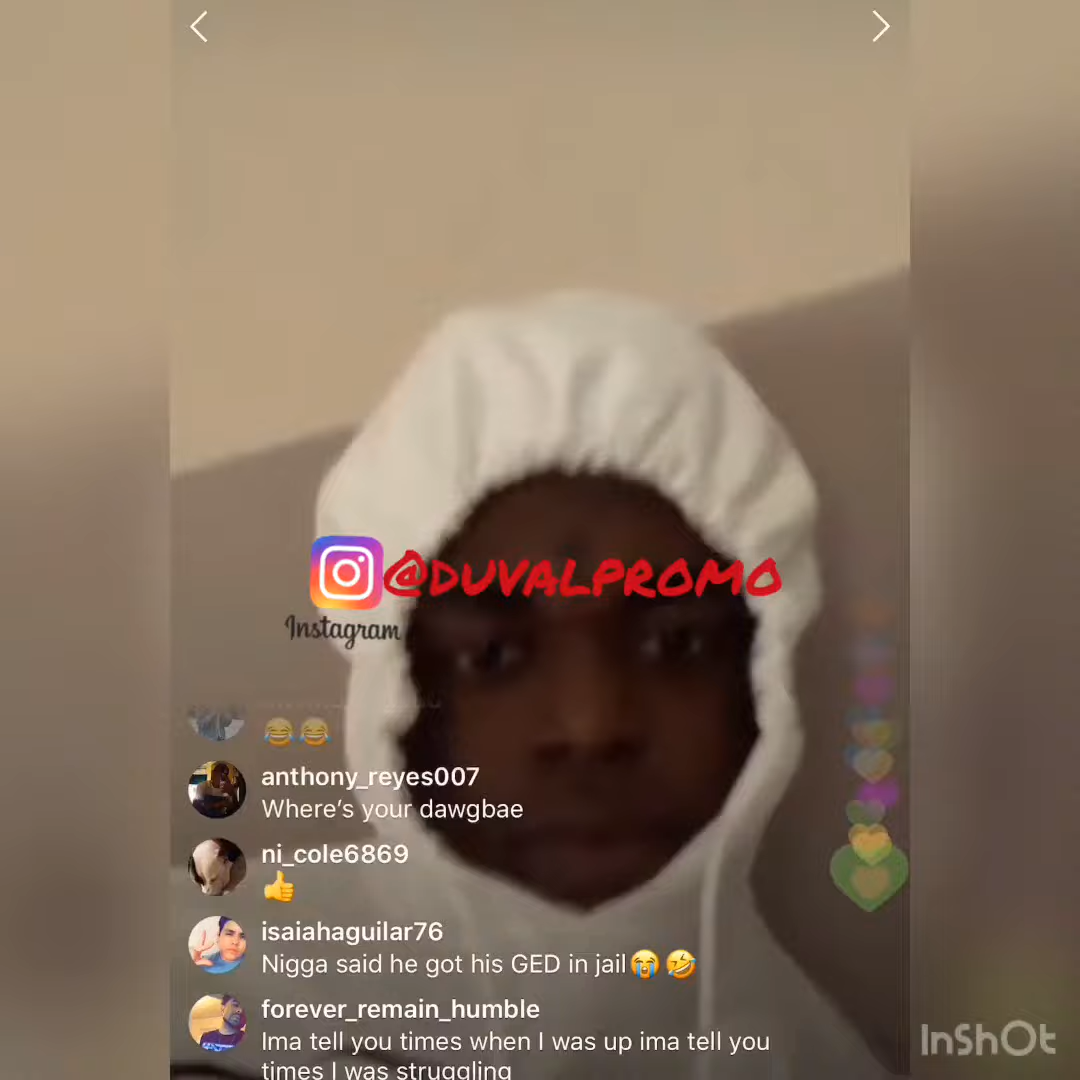 @DUVALPROMO
Instagram
😂😂
anthony_reyes007
Where's your dawgbae
ni_cole6869
👍
isaiahaguilar76
Nigga said he got his GED in jail😭🤣
forever_remain_humble
Ima tell you times when I was up ima tell you
times I was struggling
InShOt